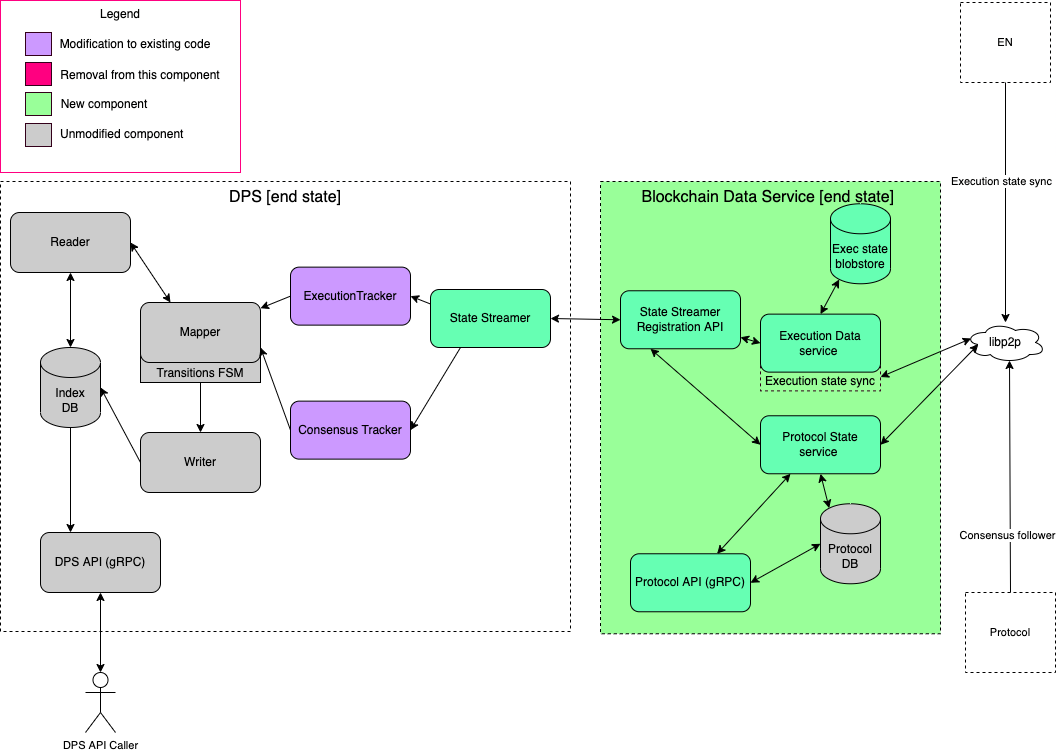 Legend
Modification to existing code
Removal from this component
New component
Unmodified component
EN
Execution state sync
DPS [end state]
Reader
Mapper
Transitions FSM
ExecutionTracker
State Streamer
Index
DB
Consensus Tracker
Writer
DPS API (gRPC)
DPS API Caller
Blockchain Data Service [end state]
Exec state
blobstore
State Streamer
Registration API
Execution Data
service
Execution state sync
Protocol State
service
Protocol
DB
Protocol API (gRPC)
libp2p
Consensus follower
Protocol